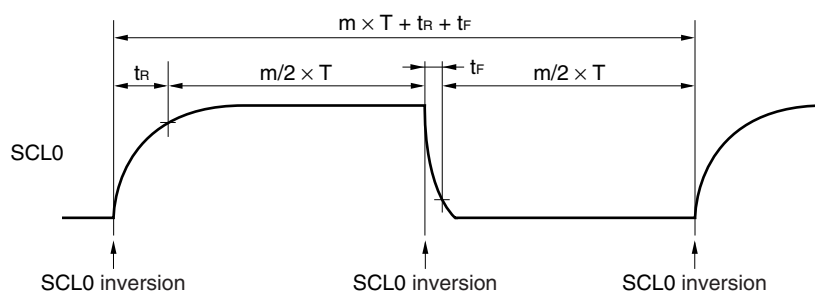 m × T + tR + tF
tR
m/2 × T
tF
m/2 × T
SCL0
SCL0 inversion
SCL0 inversion
SCL0 inversion